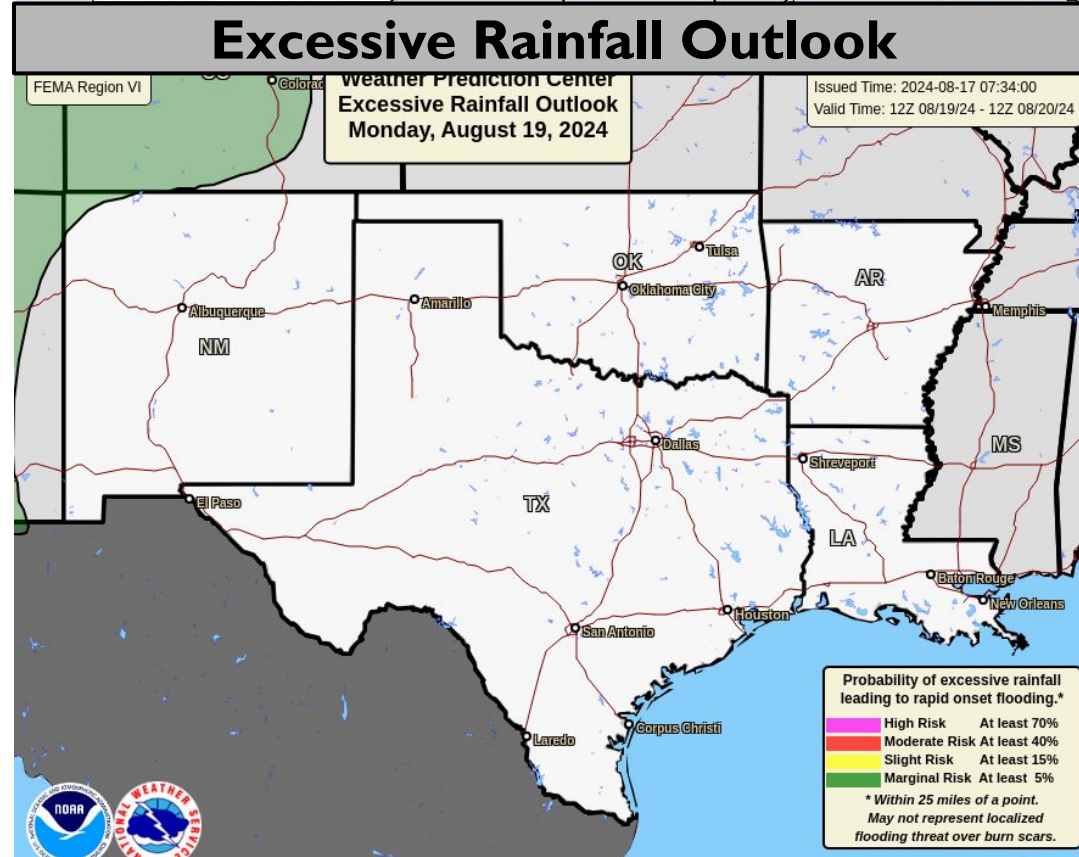 Excessive Rainfall Outlook
FEMA Region VI
Weather Prediction Center
Excessive Rainfall Outlook
Monday, August 19, 2024
Issued Time: 2024-08-17 07:34:00
Valid Time: 12Z 08/19/24 - 12Z 08/20/24
Tulsa
OK
Oklahoma City
AR
Amarillo
Albuquerque
Memphis
NM
Dallas
MS
Shreveport
El Paso
TX
LA
Baton Rouge
New Orleans
Houston
San Antonio
Corpus Christi
Laredo
Probability of excessive rainfall
leading to rapid onset flooding.*
High Risk At least 70%
Moderate Risk At least 40%
Slight Risk At least 15%
Marginal Risk At least 5%
* Within 25 miles of a point.
May not represent localized
flooding threat over burn scars.
NOAA
NATIONAL WEATHER SERVICE